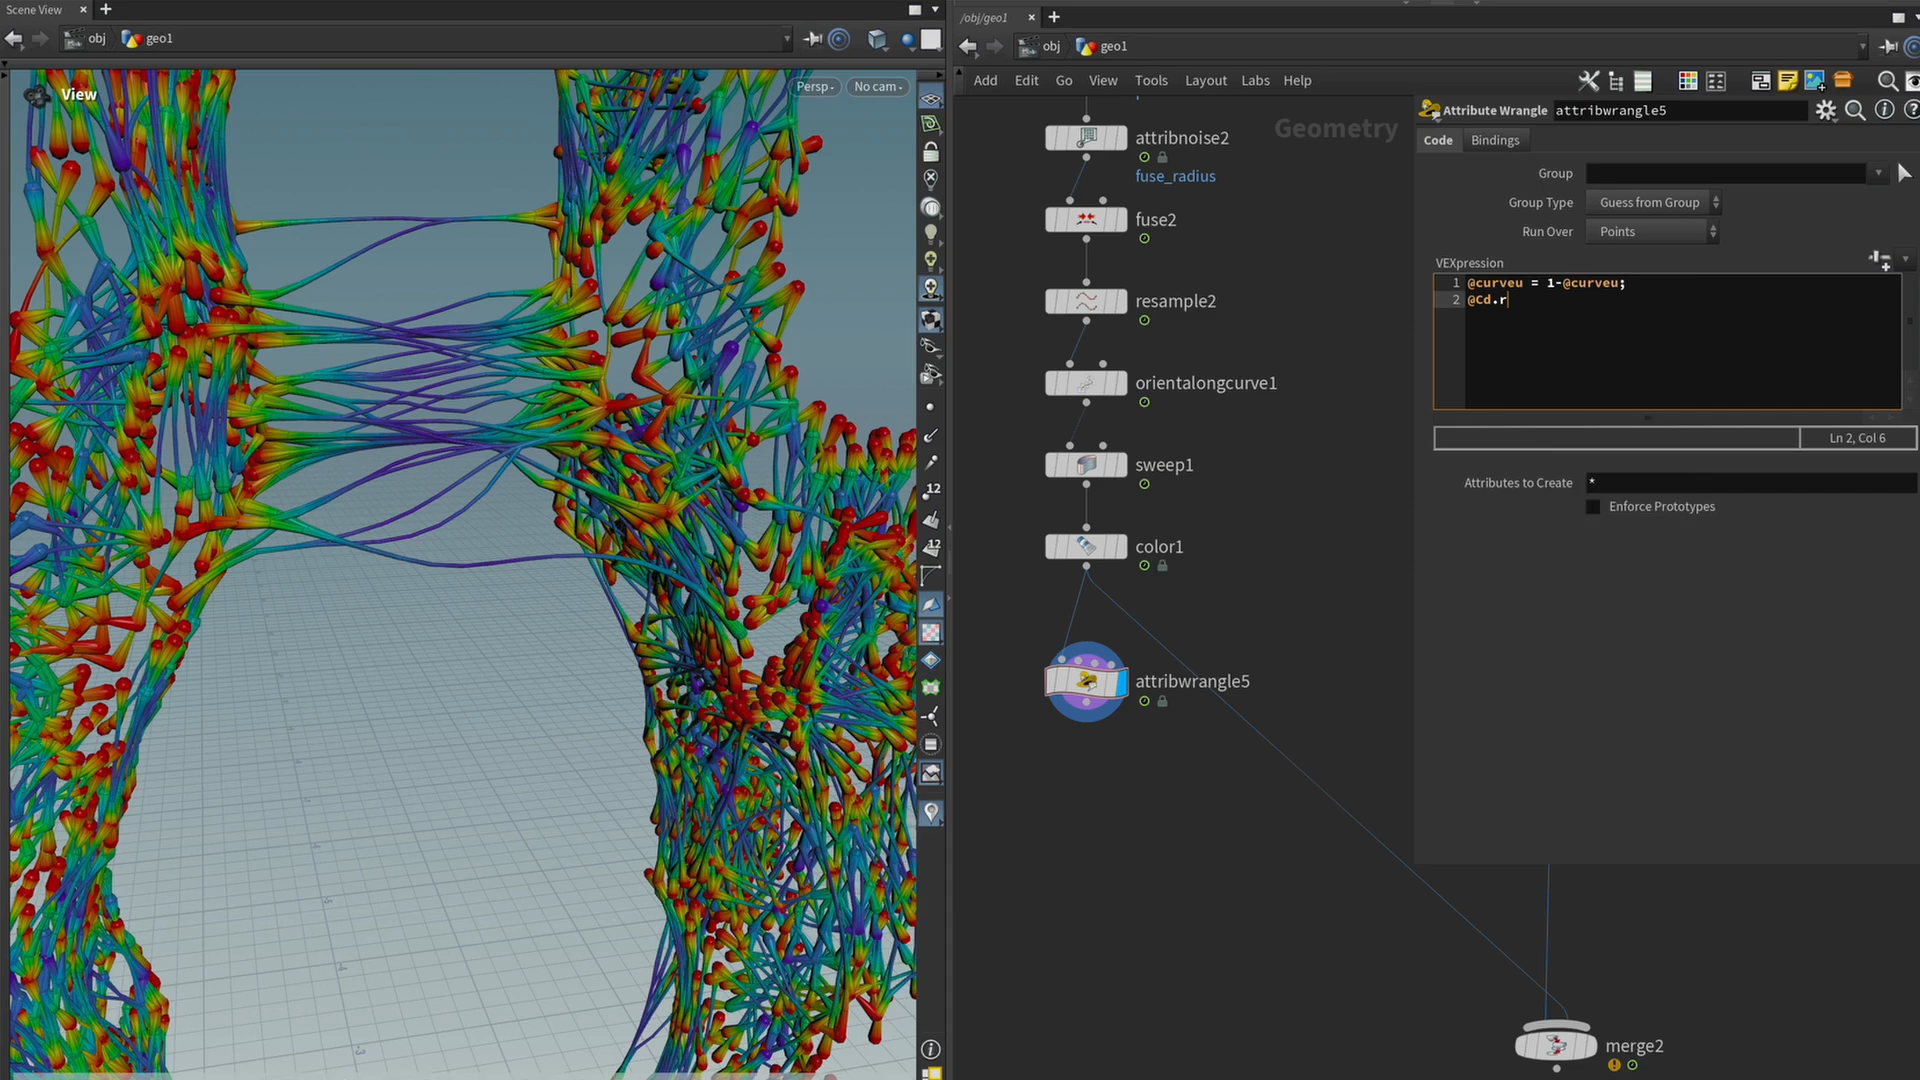 Scene View
obj
geo1
View
Persp
No cam
12
12
/obj/geo1
obj
geo1
Add
Edit
Go
View
Tools
Layout
Labs
Help
Geometry
attribnoise2
fuse_radius
fuse2
resample2
orientalongcurve1
sweep1
color1
attribwrangle5
merge2
Attribute Wrangle
attribwrangle5
Code
Bindings
Group
Group Type
Guess from Group
Run Over
Points
VEXpression
1 @curveu = 1-@curveu;
2 @Cd.r
Ln 2, Col 6
Attributes to Create
*
Enforce Prototypes